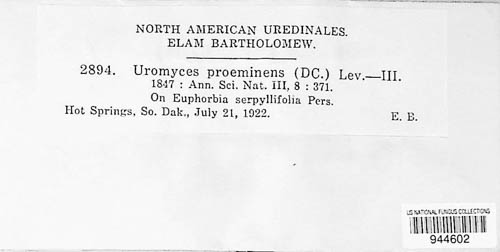 NORTH AMERICAN UREDINALES.
ELAM BARTHOLOMEW.
2894. Uromyces proeminens (DC.) Lev.—III.
1847 : Ann. Sci. Nat. III, 8 : 371.
On Euphorbia serpyllifolia Pers.
Hot Springs, So. Dak., July 21, 1922. E. B.
US NATIONAL FUNGUS COLLECTIONS
944602